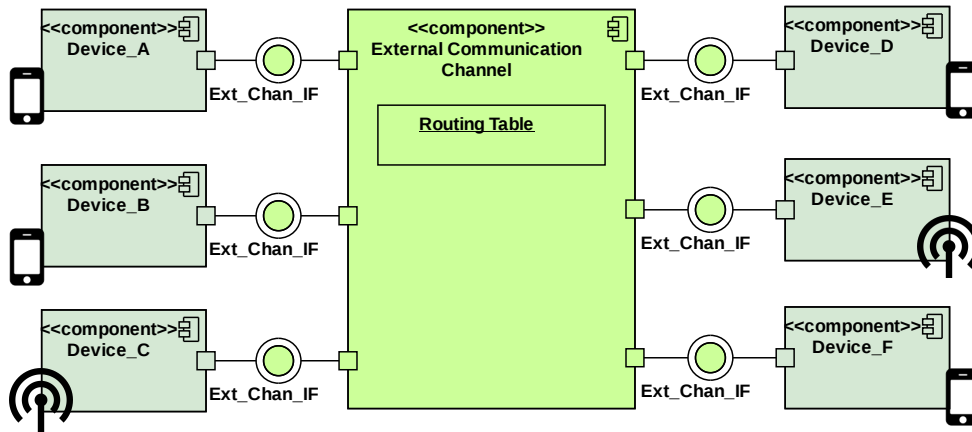 <<component>>
Device_A
Ext_Chan_IF
<<component>>
Device_B
Ext_Chan_IF
<<component>>
Device_C
Ext_Chan_IF
<<component>>
External Communication
Channel
Routing Table
<<component>>
Device_D
Ext_Chan_IF
<<component>>
Device_E
Ext_Chan_IF
<<component>>
Device_F
Ext_Chan_IF